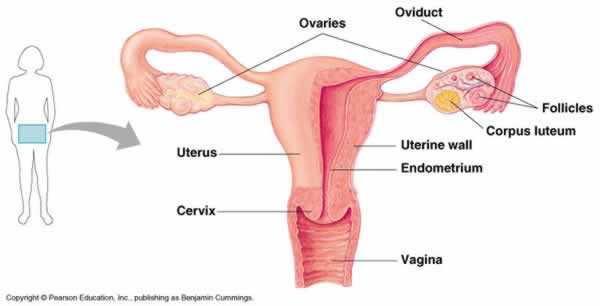 Ovaries
Oviduct
Follicles
Corpus luteum
Uterus
Uterine wall
Endometrium
Cervix
Vagina
Copyright © Pearson Education, Inc., publishing as Benjamin Cummings.